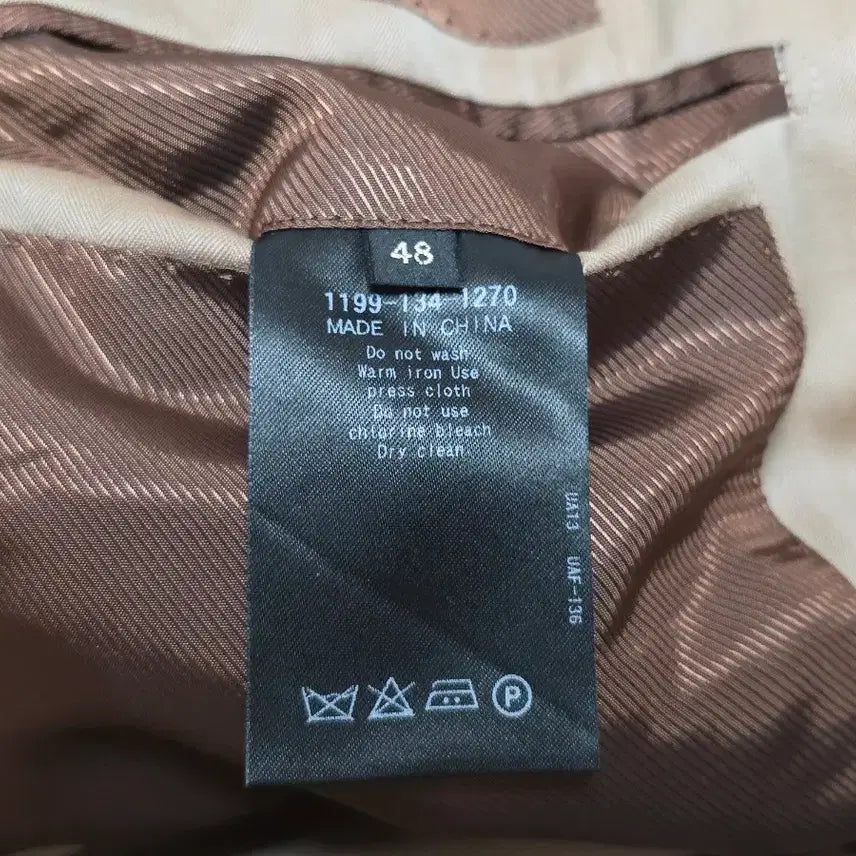 48
1199-134-1270
MADE IN CHINA
Do not wash
Warm iron Use
press cloth
Do not use
chlorine bleach
Dry clean
UA13 UAF-136
P